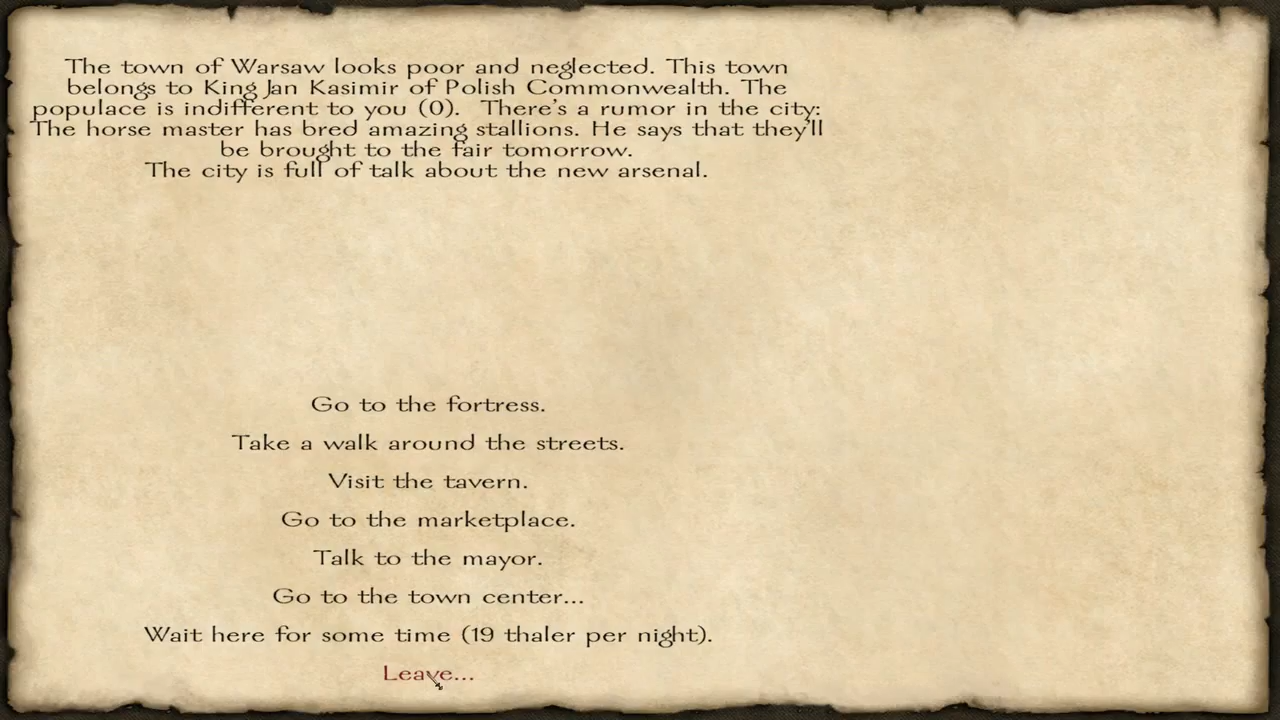 The town of Warsaw looks poor and neglected. This town
belongs to King Jan Kasimir of Polish Commonwealth. The
populace is indifferent to you (0). There's a rumor in the city:
The horse master has bred amazing stallions. He says that they'll
be brought to the fair tomorrow.
The city is full of talk about the new arsenal.
Go to the fortress.
Take a walk around the streets.
Visit the tavern.
Go to the marketplace.
Talk to the mayor.
Go to the town center...
Wait here for some time (19 thaler per night).
Leave...